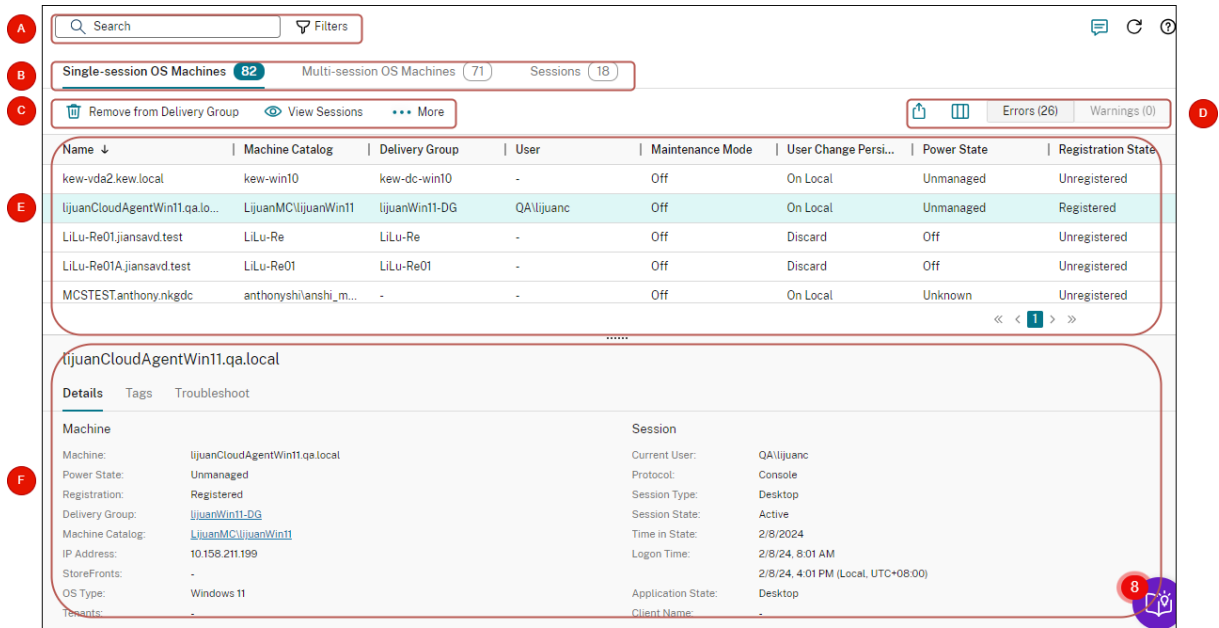 A
Search Filters
B
Single-session OS Machines 82 Multi-session OS Machines 71 Sessions 18
C
Remove from Delivery Group View Sessions ••• More Errors (26) Warnings (0)
D
Name ↓ Machine Catalog Delivery Group User Maintenance Mode User Change Persi... Power State Registration State
kew-vda2.kew.local kew-win10 kew-dc-win10 - Off On Local Unmanaged Unregistered
E
lijuanCloudAgentWin11.qa.lo... LijuanMC\lijuanWin11 lijuanWin11-DG QA\lijuanc Off On Local Unmanaged Registered
LiLu-Re01.jiansavd.test LiLu-Re LiLu-Re - Off Discard Off Unregistered
LiLu-Re01A.jiansavd.test LiLu-Re01 LiLu-Re01 - Off Discard Off Unregistered
MCSTEST.anthony.nkgdc anthonyshi\anshi_m... - - Off On Local Unknown Unregistered
« < 1 > »
lijuanCloudAgentWin11.qa.local
Details Tags Troubleshoot
F
Machine
Machine: lijuanCloudAgentWin11.qa.local
Power State: Unmanaged
Registration: Registered
Delivery Group: lijuanWin11-DG
Machine Catalog: LijuanMC\lijuanWin11
IP Address: 10.158.211.199
StoreFronts: -
OS Type: Windows 11
Tenants: -
Session
Current User: QA\lijuanc
Protocol: Console
Session Type: Desktop
Session State: Active
Time in State: 2/8/2024
Logon Time: 2/8/24, 8:01 AM
2/8/24, 4:01 PM (Local, UTC+08:00)
Application State: Desktop
Client Name: -
8